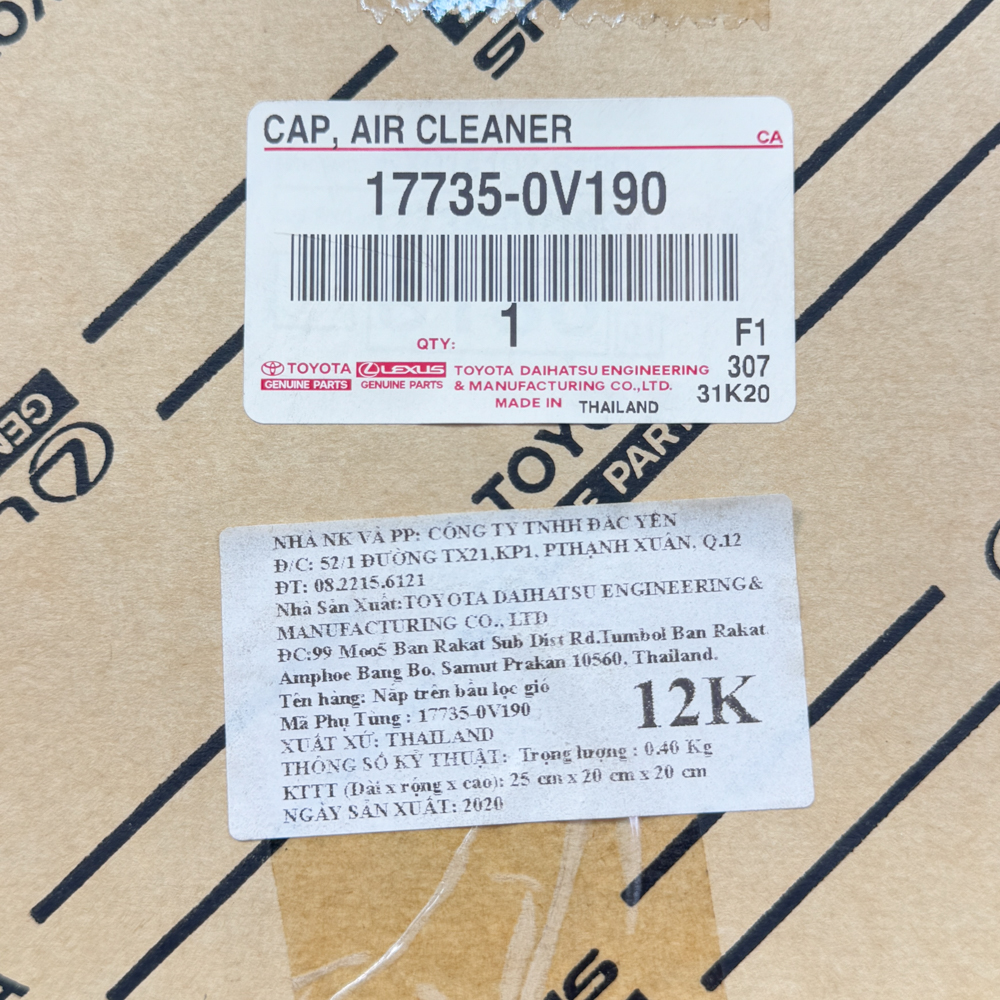 CAP, AIR CLEANER
CA
17735-0V190
QTY: 1
F1
307
31K20
TOYOTA
GENUINE PARTS
LEXUS
GENUINE PARTS
TOYOTA DAIHATSU ENGINEERING
& MANUFACTURING CO.,LTD.
MADE IN THAILAND
TOYO
PART
GEN
NHÀ NK VÀ PP: CÔNG TY TNHH ĐẮC YÊN
Đ/C: 52/1 ĐƯỜNG TX21,KP1, PTHẠNH XUÂN, Q.12
ĐT: 08.2215.6121
Nhà Sản Xuất:TOYOTA DAIHATSU ENGINEERING&
MANUFACTURING CO., LTD
ĐC:99 Moo5 Ban Rakat Sub Dist Rd.Tumbol Ban Rakat
Amphoe Bang Bo, Samut Prakan 10560, Thailand.
Tên hàng: Nắp trên bầu lọc gió
Mã Phụ Tùng : 17735-0V190
12K
XUẤT XỨ: THAILAND
THÔNG SỐ KỸ THUẬT: Trọng lượng : 0.40 Kg
KTTT (Dài x rộng x cao): 25 cm x 20 cm x 20 cm
NGÀY SẢN XUẤT: 2020